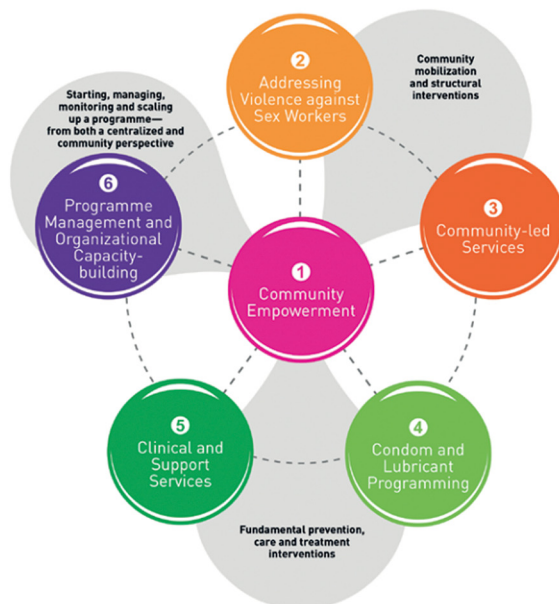 2
Addressing
Violence against
Sex Workers
Community
mobilization
and structural
interventions
Starting, managing,
monitoring and scaling
up a programme—
from both a centralized and
community perspective
6
Programme
Management and
Organizational
Capacity-
building
3
Community-led
Services
1
Community
Empowerment
5
Clinical and
Support
Services
4
Condom and
Lubricant
Programming
Fundamental prevention,
care and treatment
interventions